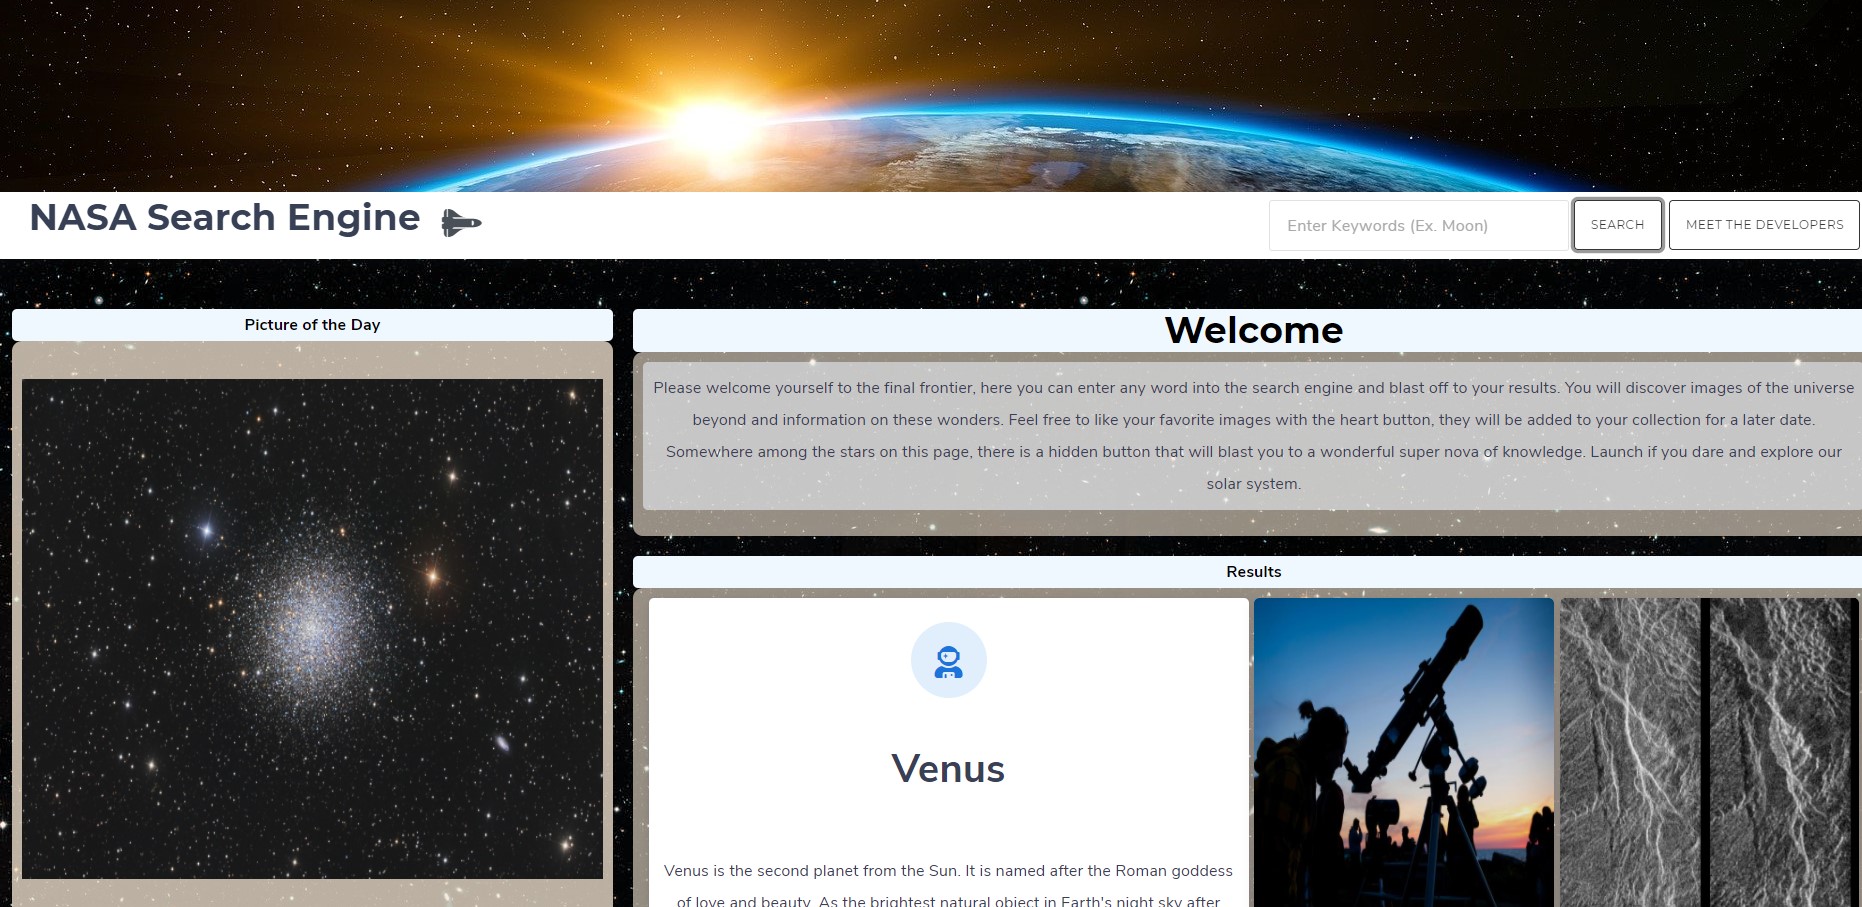 NASA Search Engine
Enter Keywords (Ex. Moon)
SEARCH
MEET THE DEVELOPERS
Picture of the Day
Welcome
Please welcome yourself to the final frontier, here you can enter any word into the search engine and blast off to your results. You will discover images of the universe
beyond and information on these wonders. Feel free to like your favorite images with the heart button, they will be added to your collection for a later date.
Somewhere among the stars on this page, there is a hidden button that will blast you to a wonderful super nova of knowledge. Launch if you dare and explore our
solar system.
Results
Venus
Venus is the second planet from the Sun. It is named after the Roman goddess
of love and beauty. As the brightest natural object in Earth's night sky after